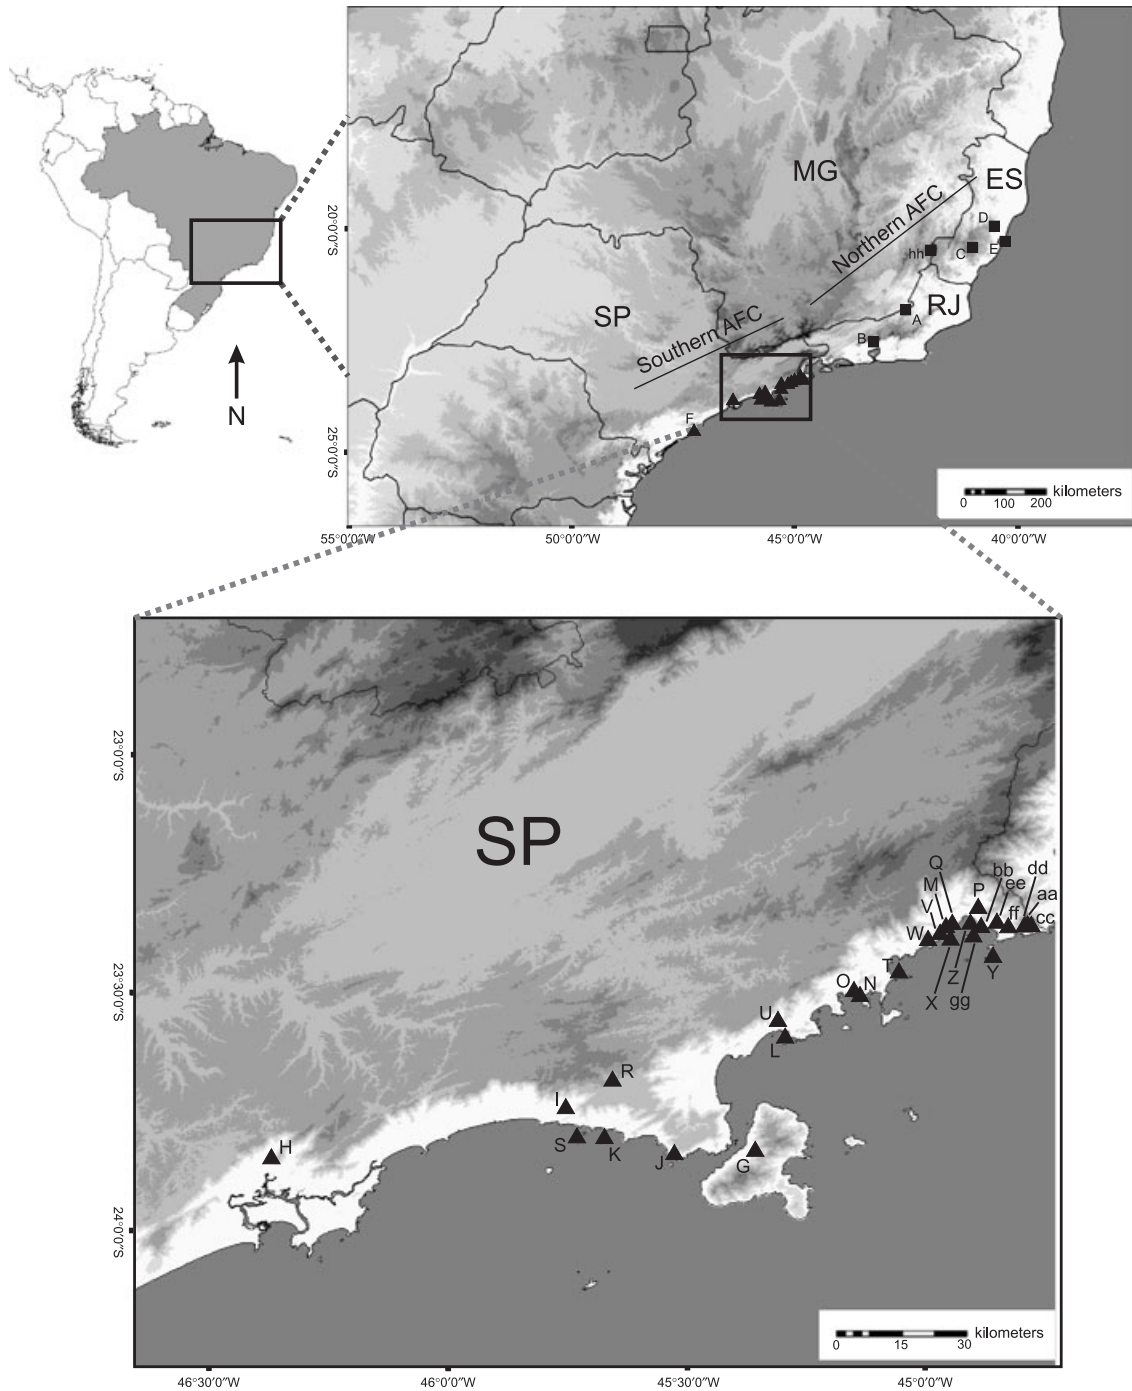 N
MG
ES
SP
RJ
Northern AFC
Southern AFC
D
E
C
hh
A
B
F
20°0'0"S
25°0'0"S
0 100 200 kilometers
55°0'0"W 50°0'0"W 45°0'0"W 40°0'0"W
SP
23°0'0"S
23°30'0"S
24°0'0"S
Q
M
V
W
P
bb
ee
dd
aa
ff
cc
X
Z
gg
Y
T
O
N
U
L
R
I
S
K
J
G
H
0 15 30 kilometers
46°30'0"W 46°0'0"W 45°30'0"W 45°0'0"W